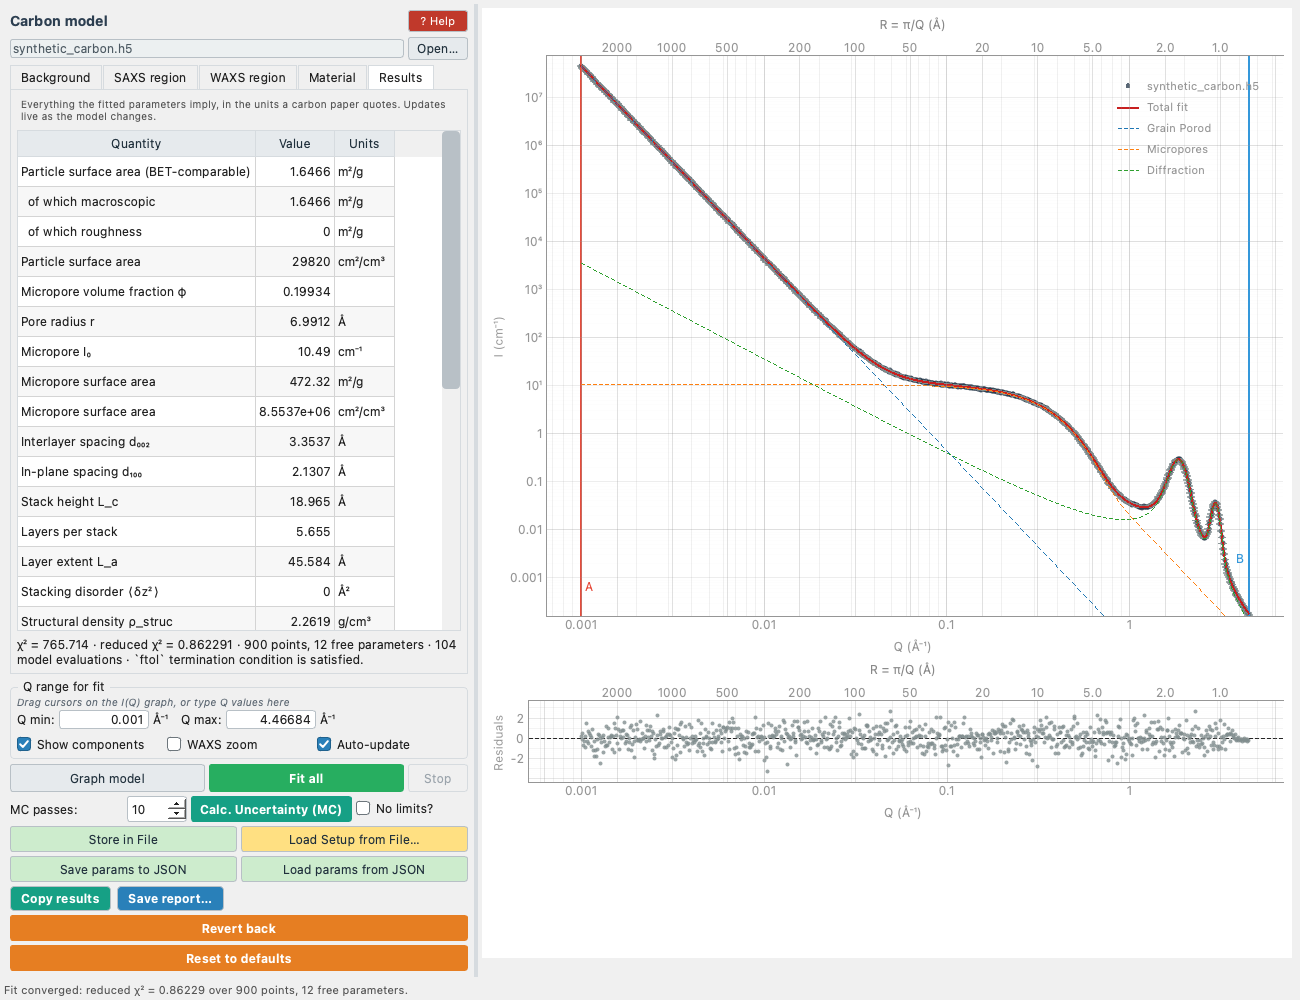 Carbon model
? Help
synthetic_carbon.h5
Open...
Background
SAXS region
WAXS region
Material
Results
Everything the fitted parameters imply, in the units a carbon paper quotes. Updates
live as the model changes.
Quantity Value Units
Particle surface area (BET-comparable) 1.6466 m²/g
of which macroscopic 1.6466 m²/g
of which roughness 0 m²/g
Particle surface area 29820 cm²/cm³
Micropore volume fraction φ 0.19934
Pore radius r 6.9912 Å
Micropore I₀ 10.49 cm⁻¹
Micropore surface area 472.32 m²/g
Micropore surface area 8.5537e+06 cm²/cm³
Interlayer spacing d₀₀₂ 3.3537 Å
In-plane spacing d₁₀₀ 2.1307 Å
Stack height L_c 18.965 Å
Layers per stack 5.655
Layer extent L_a 45.584 Å
Stacking disorder ⟨δz²⟩ 0 Å²
Structural density ρ_struc 2.2619 g/cm³
χ² = 765.714 · reduced χ² = 0.862291 · 900 points, 12 free parameters · 104
model evaluations · `ftol` termination condition is satisfied.
Q range for fit
Drag cursors on the I(Q) graph, or type Q values here
Q min: 0.001 Å⁻¹ Q max: 4.46684 Å⁻¹
Show components
WAXS zoom
Auto-update
Graph model
Fit all
Stop
MC passes: 10
Calc. Uncertainty (MC)
No limits?
Store in File
Load Setup from File...
Save params to JSON
Load params from JSON
Copy results
Save report...
Revert back
Reset to defaults
Fit converged: reduced χ² = 0.86229 over 900 points, 12 free parameters.
R = π/Q (Å)
2000 1000 500 200 100 50 20 10 5.0 2.0 1.0
synthetic_carbon.h5
Total fit
Grain Porod
Micropores
Diffraction
I (cm⁻¹)
10⁷
10⁶
10⁵
10⁴
10³
10²
10¹
1
0.1
0.01
0.001
A
B
0.001 0.01 0.1 1
Q (Å⁻¹)
R = π/Q (Å)
2000 1000 500 200 100 50 20 10 5.0 2.0 1.0
Residuals
2
0
-2
0.001 0.01 0.1 1
Q (Å⁻¹)